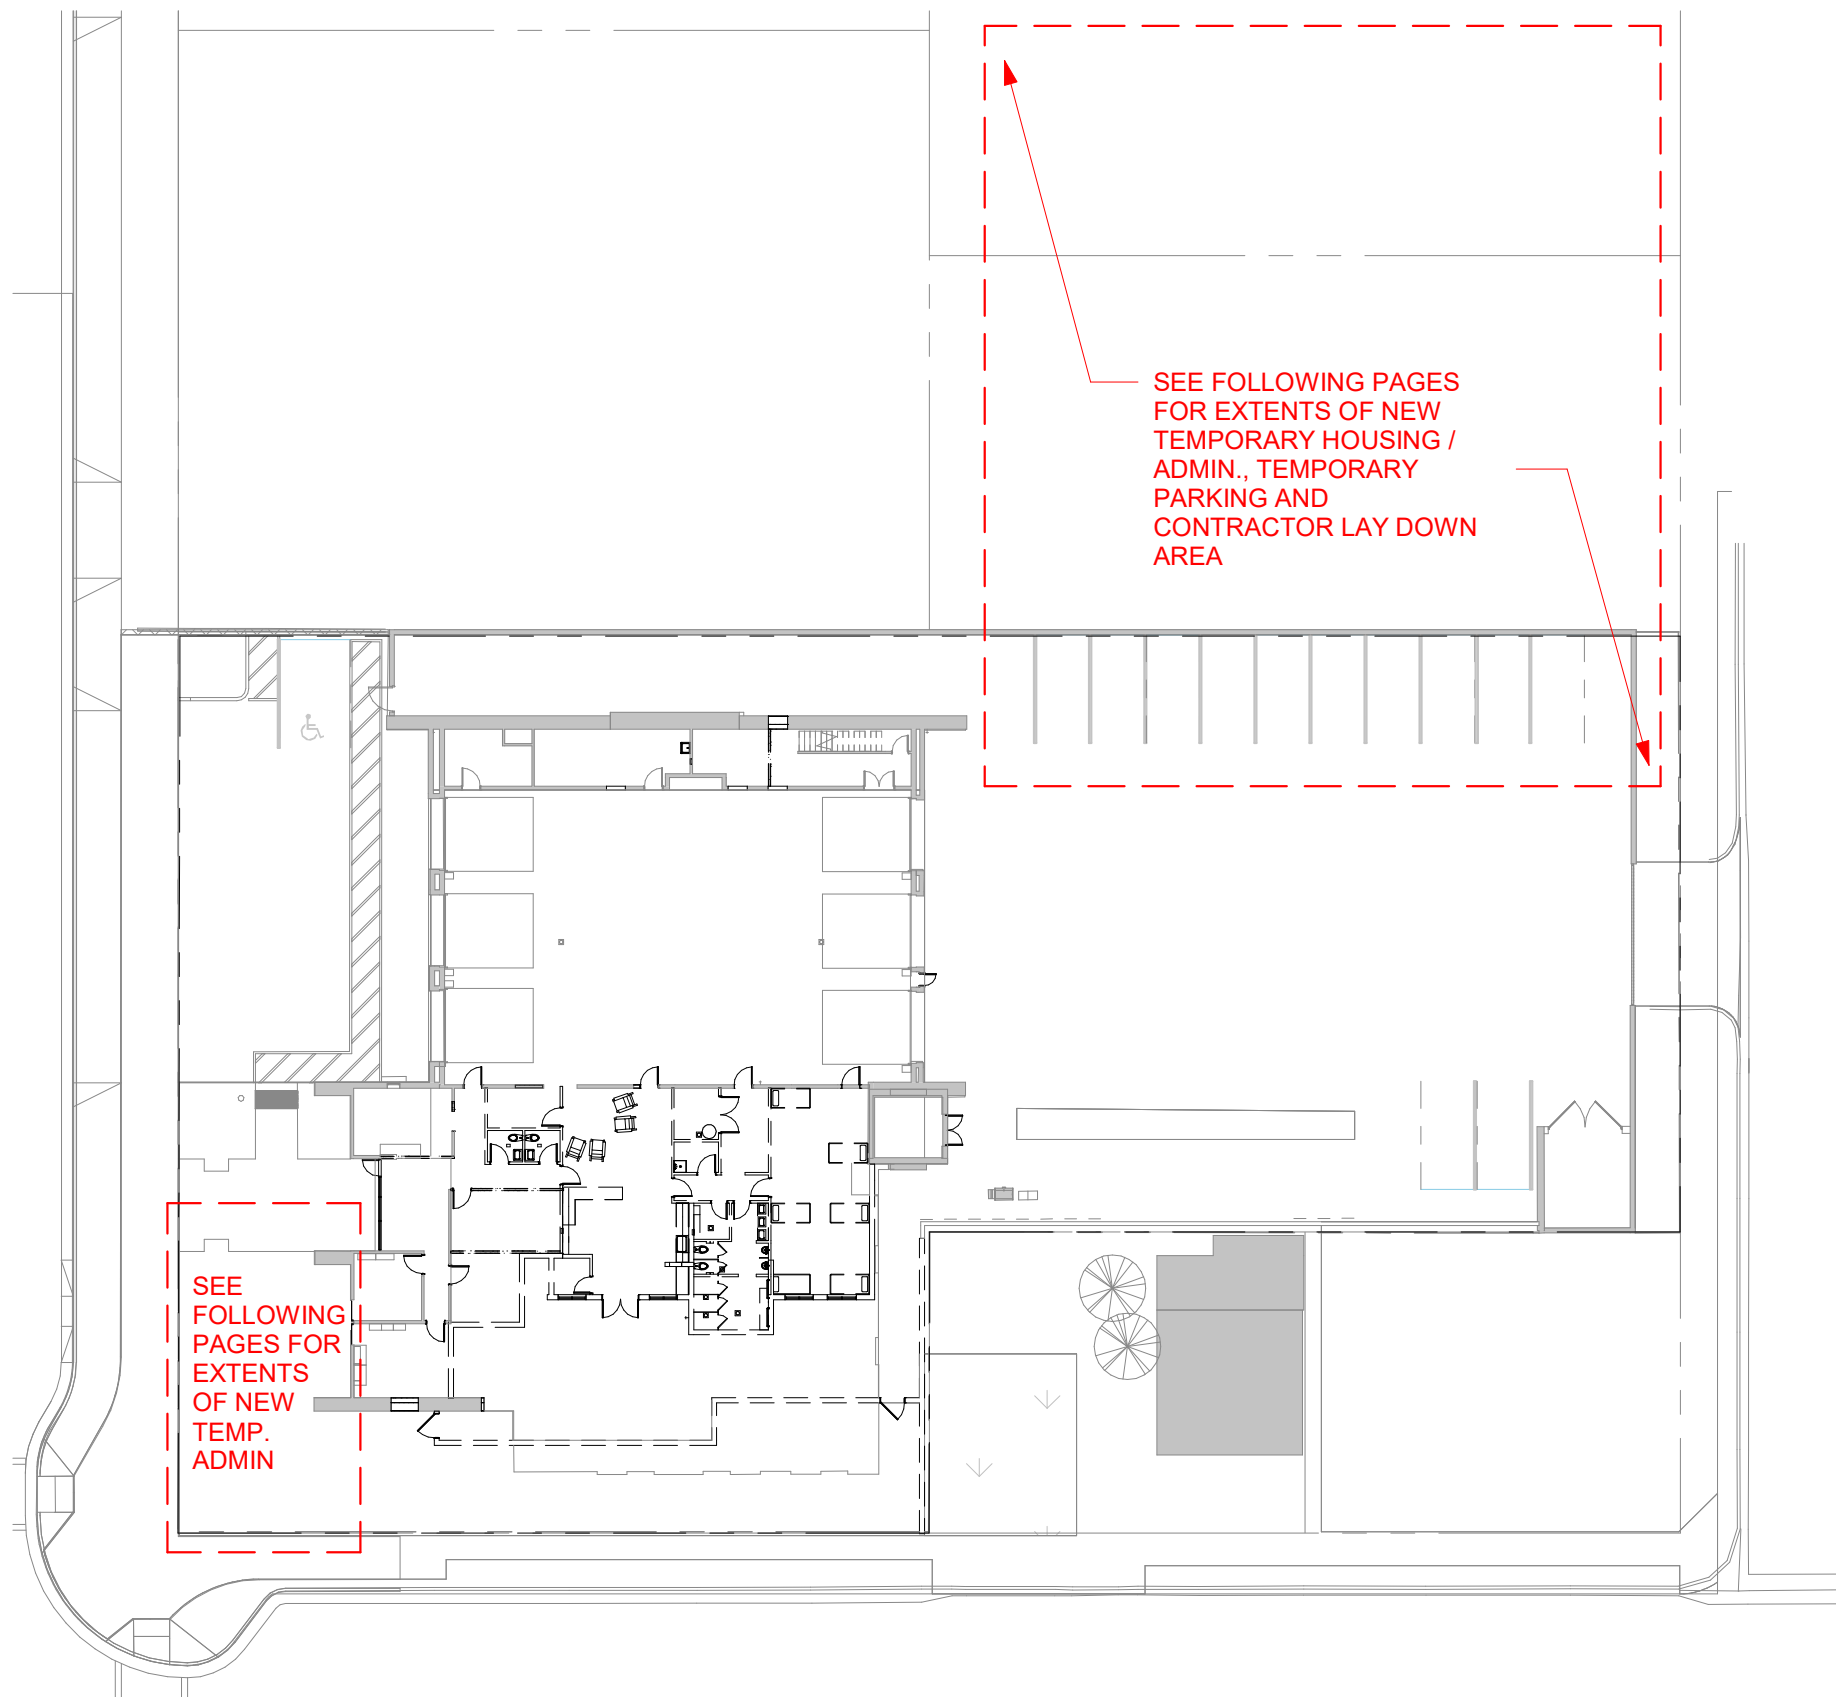 SEE FOLLOWING PAGES
FOR EXTENTS OF NEW
TEMPORARY HOUSING /
ADMIN., TEMPORARY
PARKING AND
CONTRACTOR LAY DOWN
AREA
SEE
FOLLOWING
PAGES FOR
EXTENTS
OF NEW
TEMP.
ADMIN